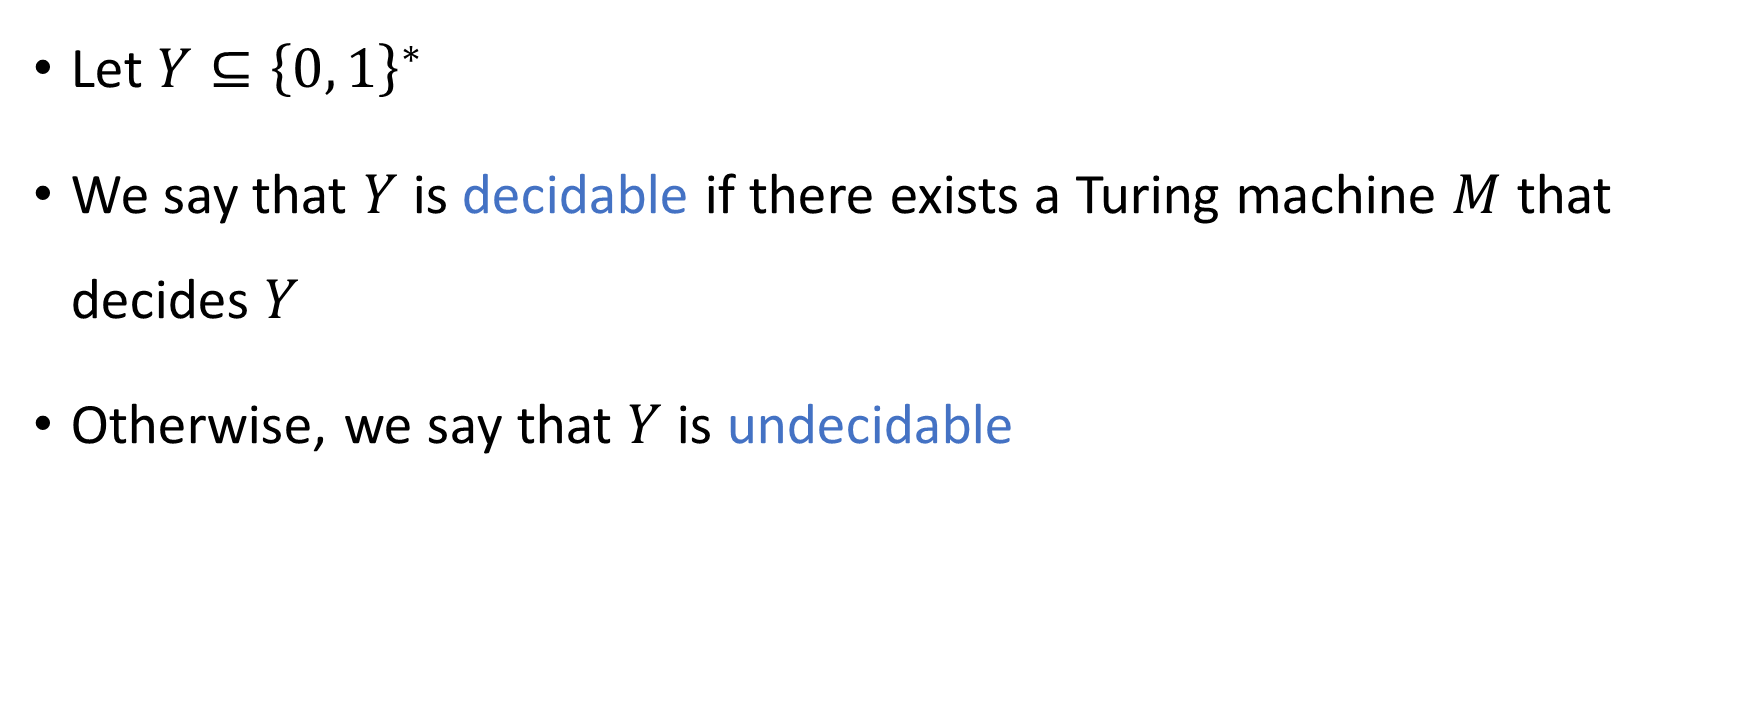 • Let 𝑌 ⊆ {0, 1}*
• We say that 𝑌 is decidable if there exists a Turing machine 𝑀 that
decides 𝑌
• Otherwise, we say that 𝑌 is undecidable